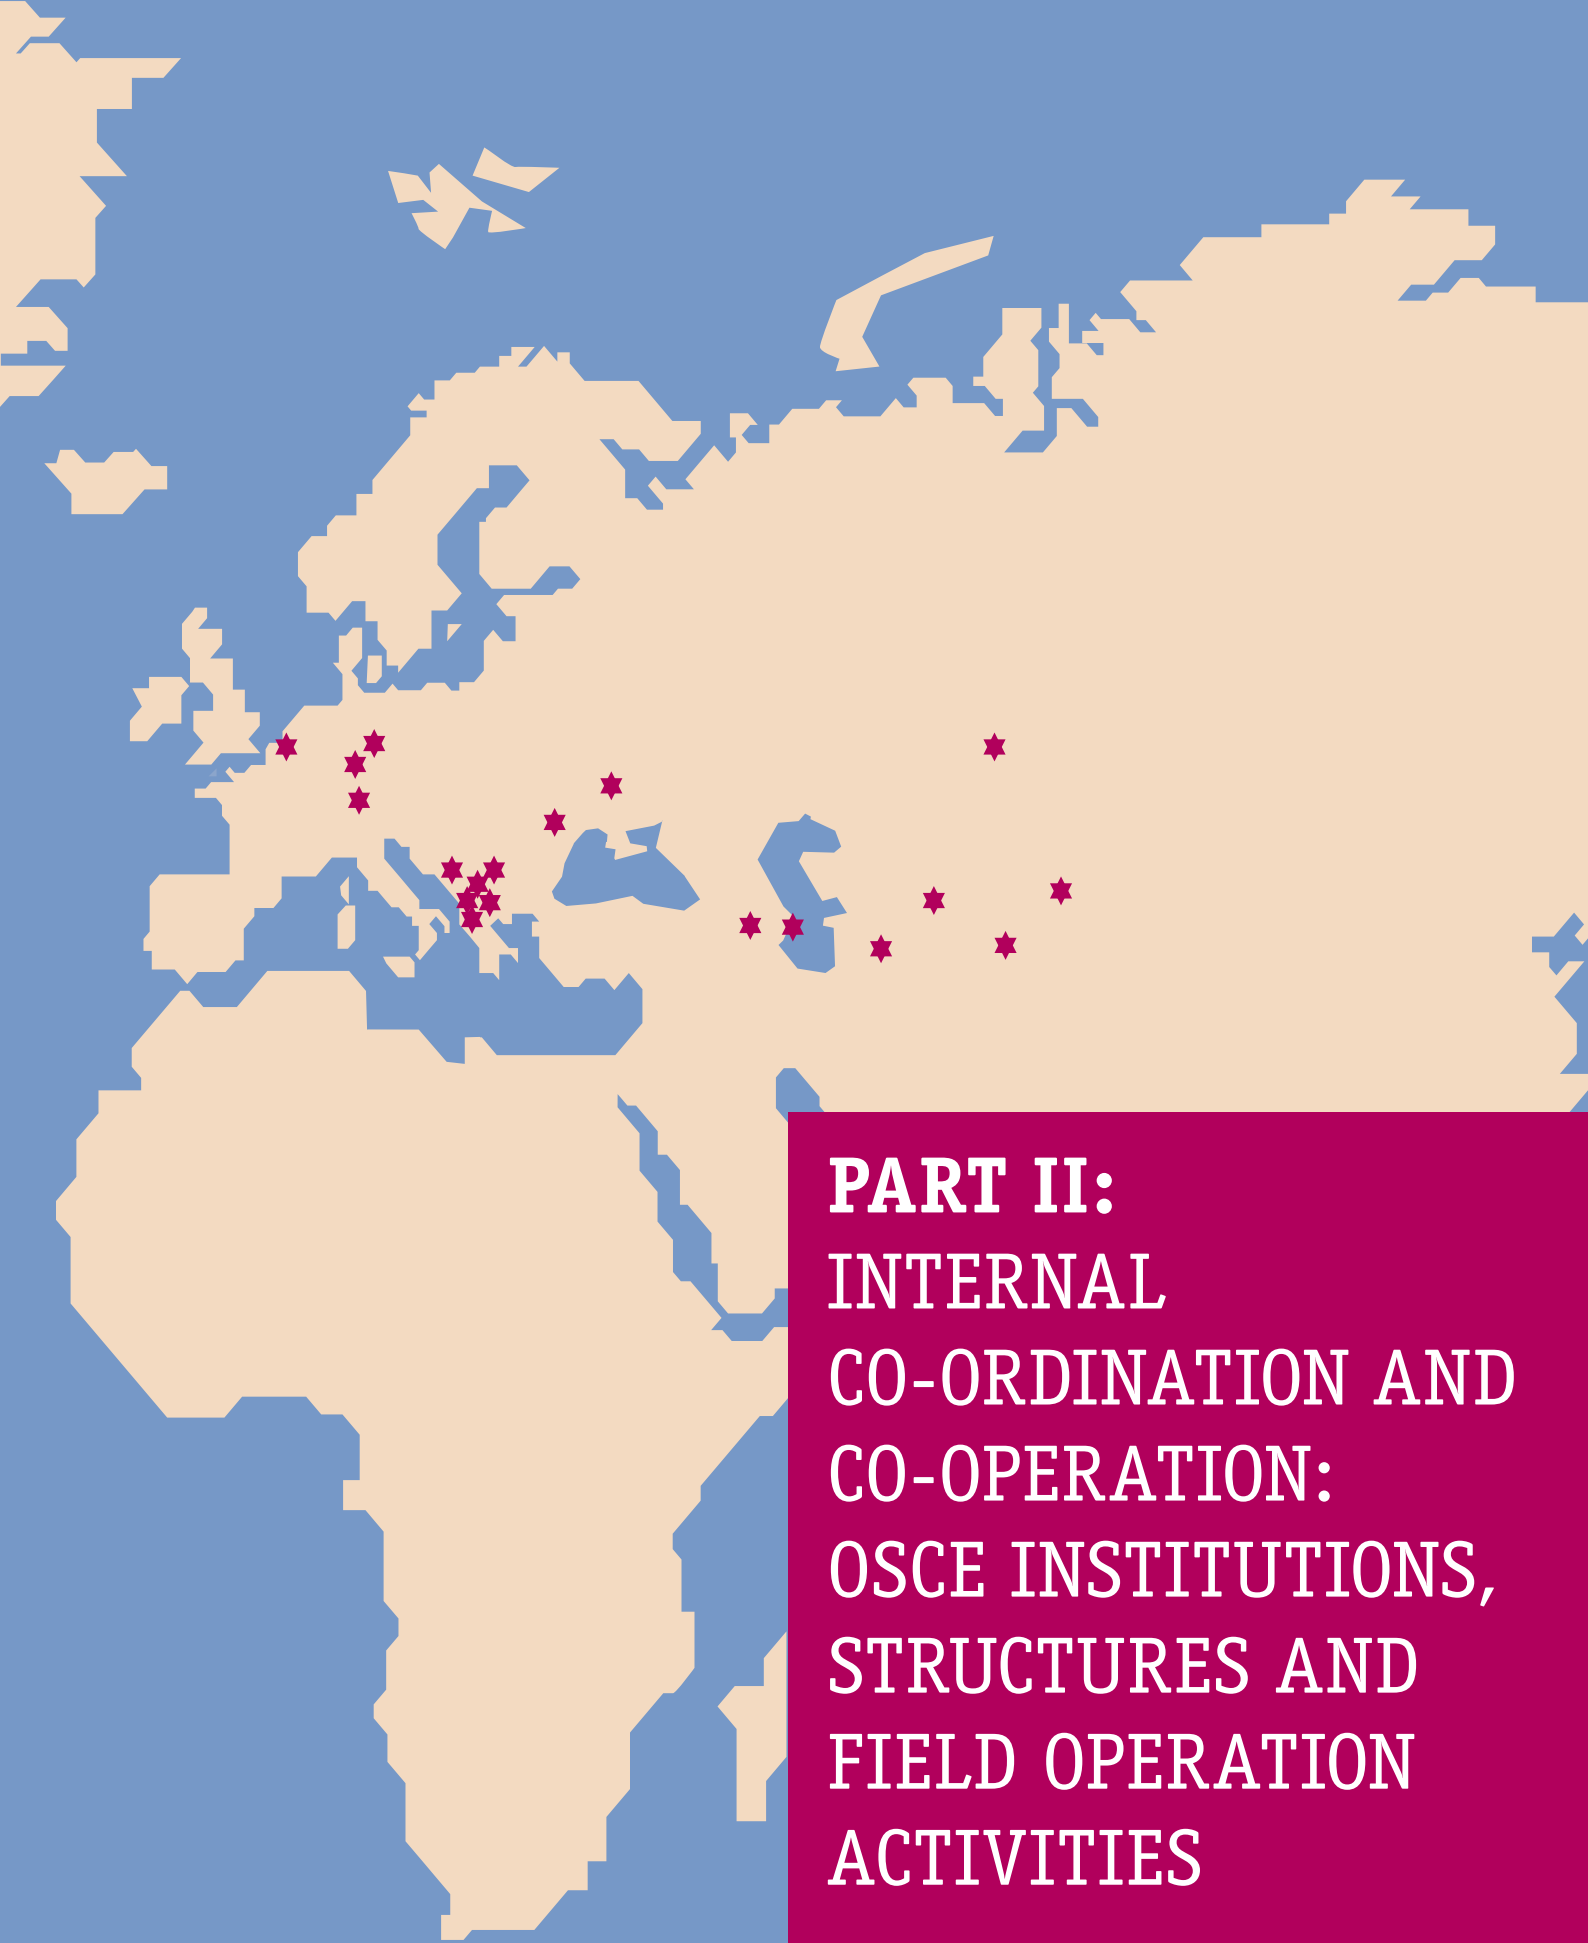 PART II:
INTERNAL
CO-ORDINATION AND
CO-OPERATION:
OSCE INSTITUTIONS,
STRUCTURES AND
FIELD OPERATION
ACTIVITIES